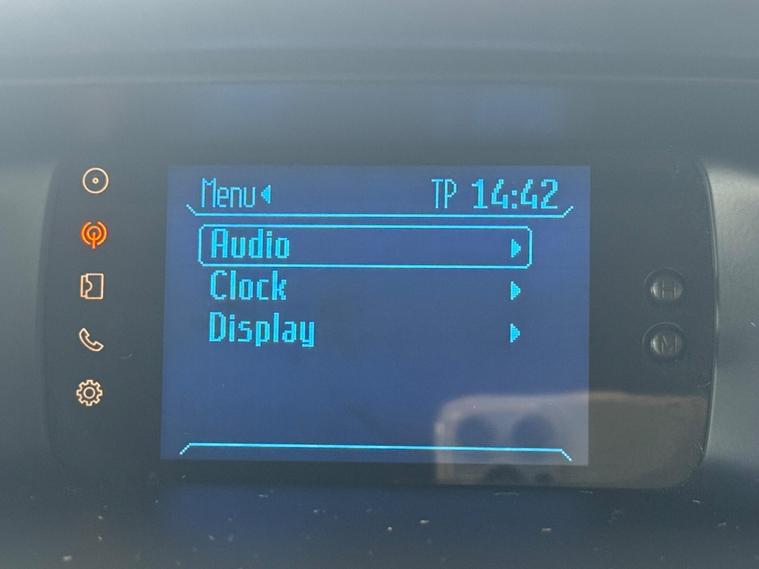 Menu TP 14:42
Audio
Clock
Display
H
M